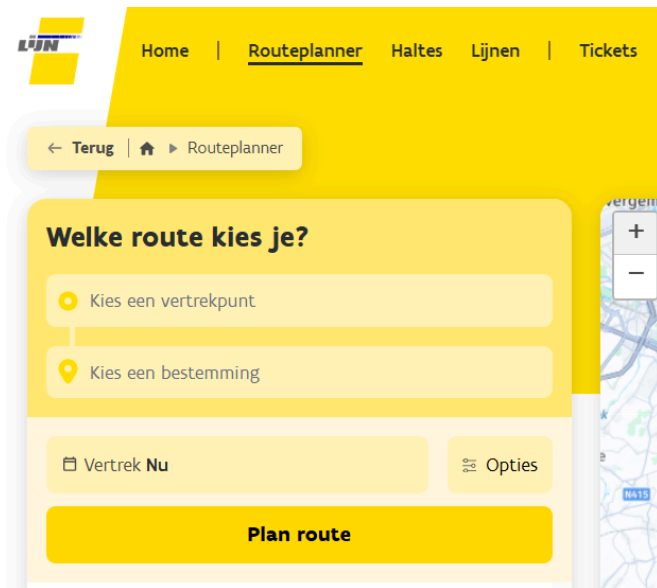 LIJN
Home | Routeplanner Haltes Lijnen | Tickets
← Terug | Routeplanner
Welke route kies je?
Kies een vertrekpunt
Kies een bestemming
Vertrek Nu
Opties
Plan route
+
−
N415